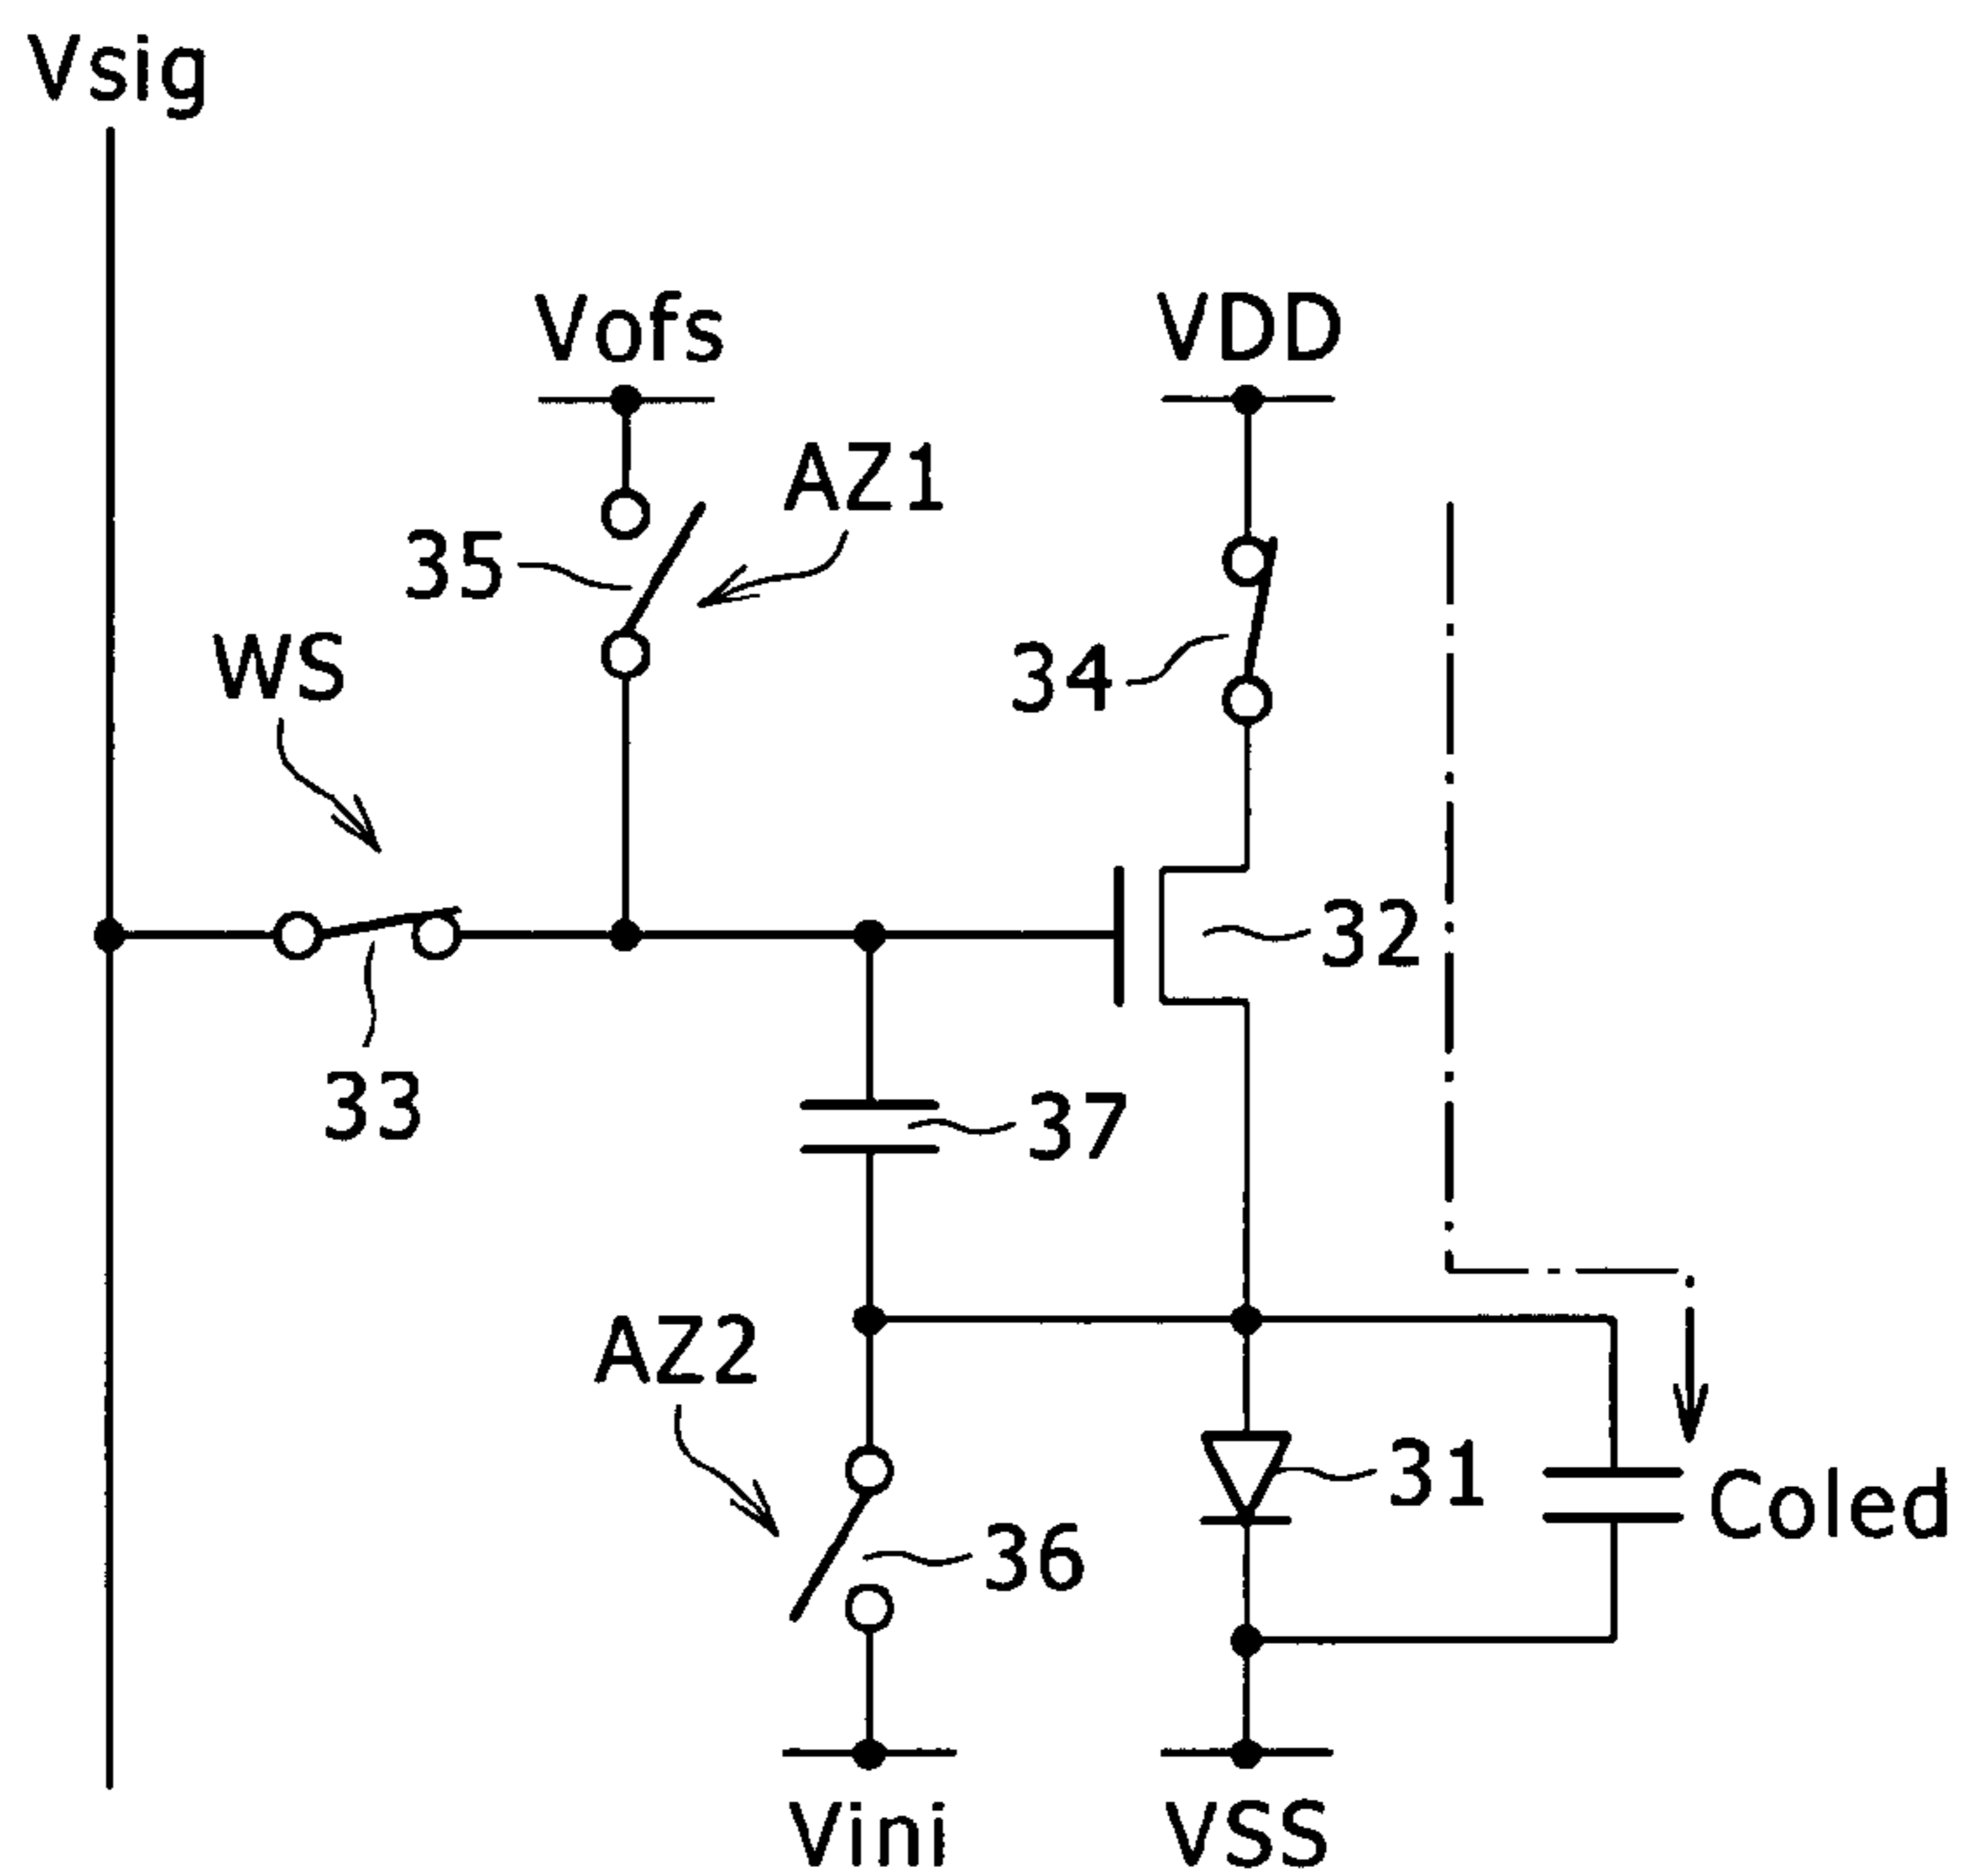 Vsig
Vofs
VDD
AZ1
35
WS
34
32
33
37
AZ2
31
Coled
36
Vini
VSS